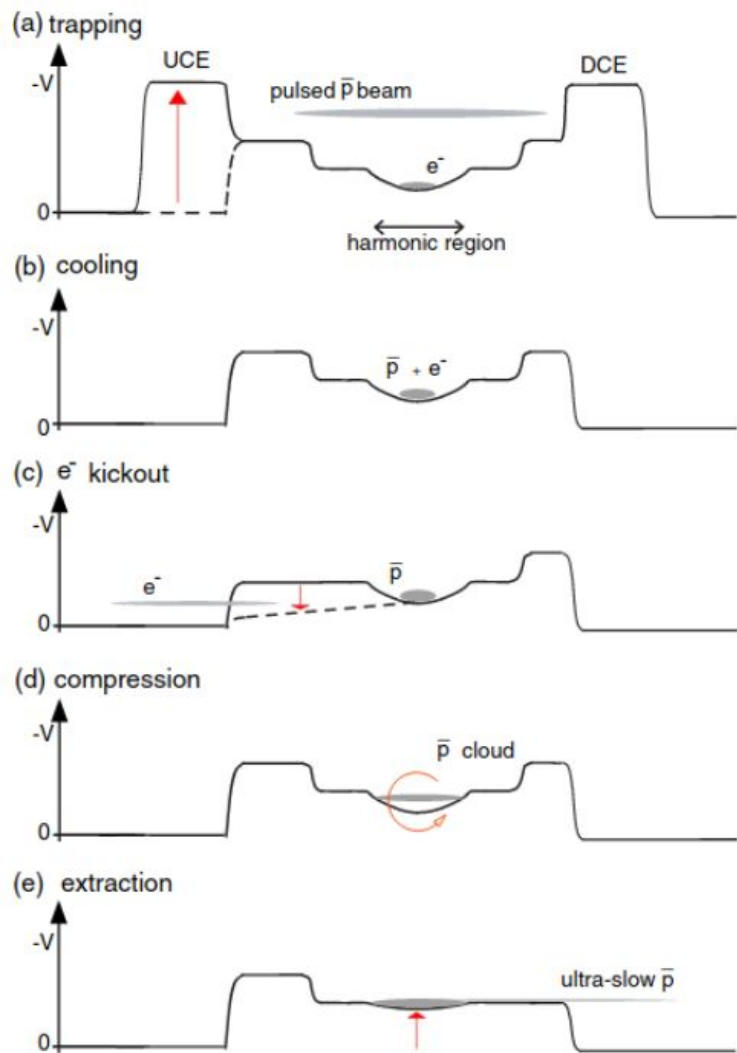 (a) trapping
UCE
DCE
-V
pulsed p̅ beam
e⁻
0
harmonic region
(b) cooling
-V
p̅ + e⁻
0
(c) e⁻ kickout
-V
e⁻
p̅
0
(d) compression
-V
p̅ cloud
0
(e) extraction
-V
ultra-slow p̅
0